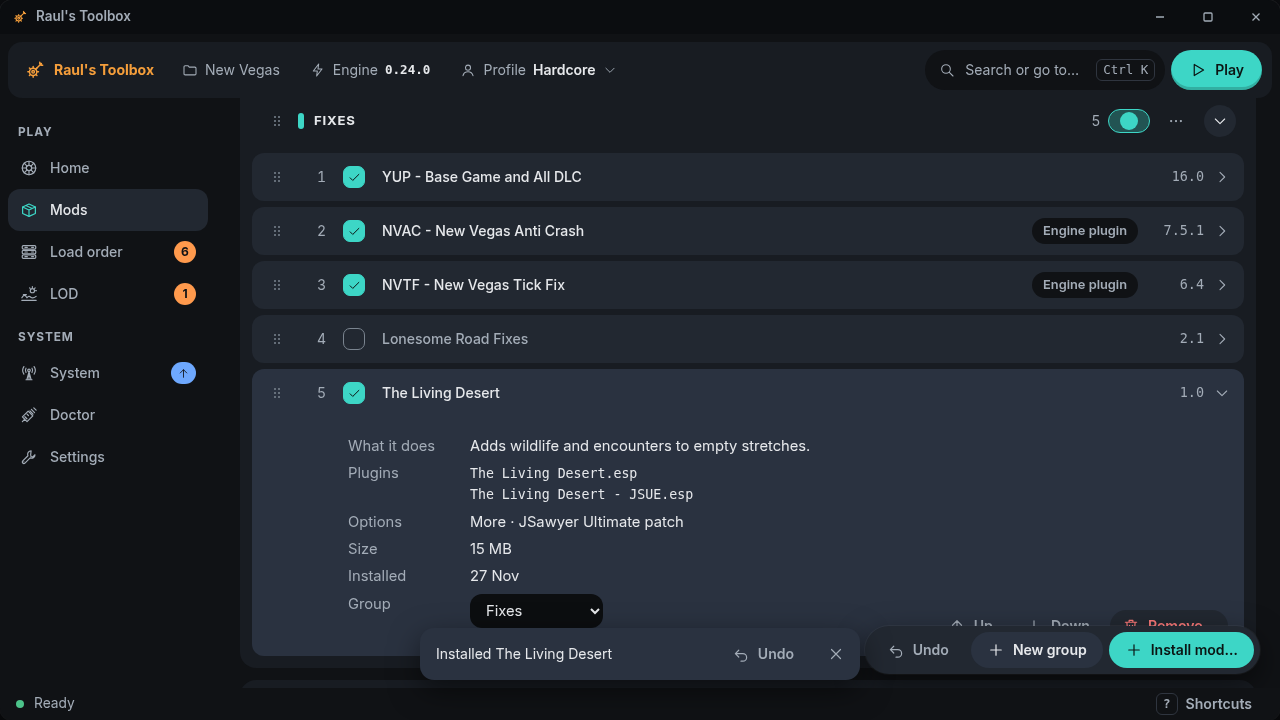 Raul's Toolbox
Raul's Toolbox
New Vegas
Engine 0.24.0
Profile Hardcore
Search or go to...
Ctrl K
Play
PLAY
Home
Mods
Load order 6
LOD 1
SYSTEM
System
Doctor
Settings
FIXES 5
1 YUP - Base Game and All DLC 16.0
2 NVAC - New Vegas Anti Crash Engine plugin 7.5.1
3 NVTF - New Vegas Tick Fix Engine plugin 6.4
4 Lonesome Road Fixes 2.1
5 The Living Desert 1.0
What it does Adds wildlife and encounters to empty stretches.
Plugins The Living Desert.esp
The Living Desert - JSUE.esp
Options More · JSawyer Ultimate patch
Size 15 MB
Installed 27 Nov
Group Fixes
Up Down Remove
Installed The Living Desert Undo
Undo New group Install mod...
Ready
? Shortcuts